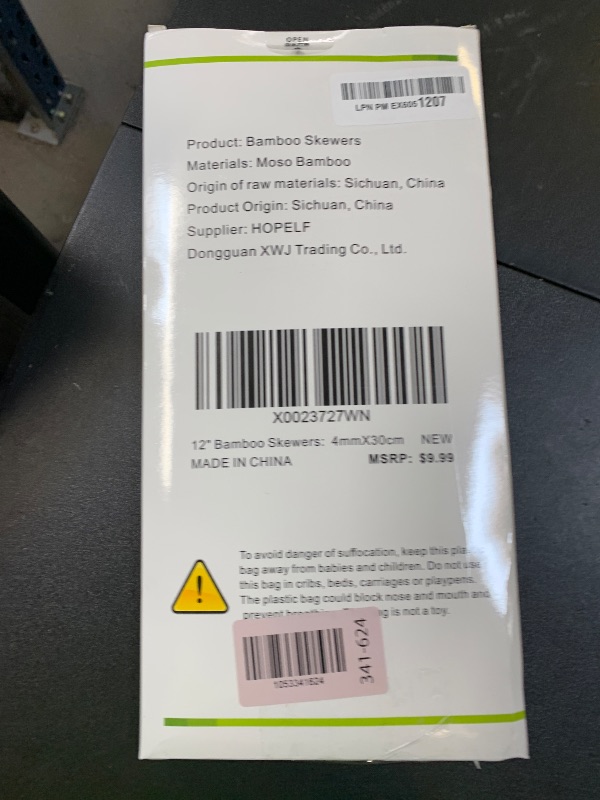 OPEN
LPN PM EX6051207
Product: Bamboo Skewers
Materials: Moso Bamboo
Origin of raw materials: Sichuan, China
Product Origin: Sichuan, China
Supplier: HOPELF
Dongguan XWJ Trading Co., Ltd.
X0023727WN
12" Bamboo Skewers: 4mmX30cm NEW
MADE IN CHINA MSRP: $9.99
To avoid danger of suffocation, keep this
bag away from babies and children. Do not use
this bag in cribs, beds, carriages or playpens.
The plastic bag could block nose and mouth and
prevent is not a toy.
341-624
1053341624